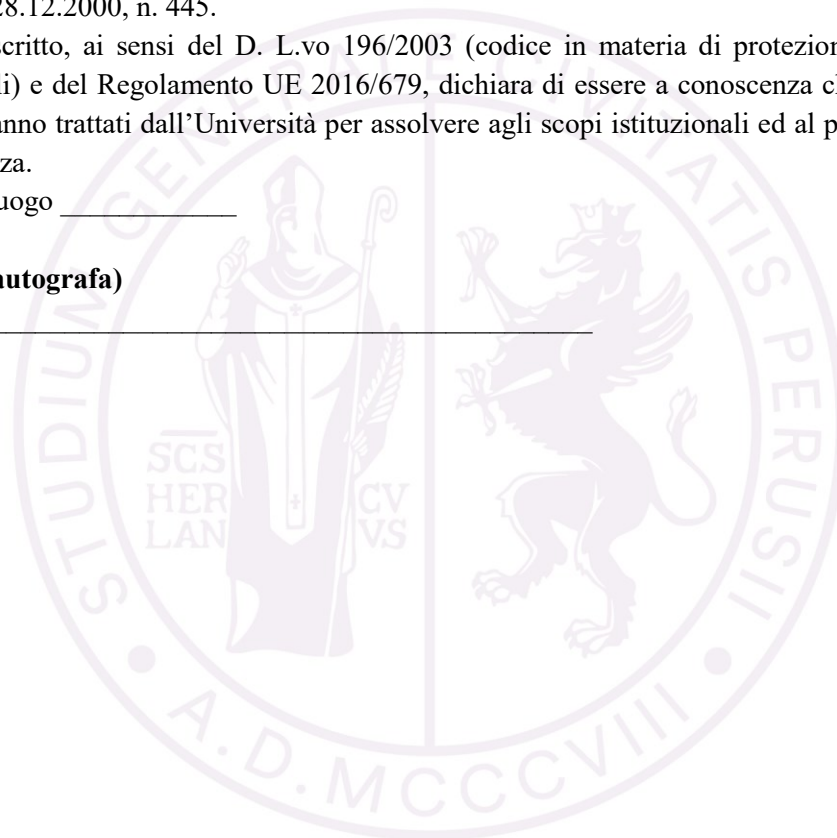 28.12.2000, n. 445.
scritto, ai sensi del D. L.vo 196/2003 (codice in materia di protezion
li) e del Regolamento UE 2016/679, dichiara di essere a conoscenza c
anno trattati dall’Università per assolvere agli scopi istituzionali ed al p
za.
uogo ____________
autografa)
STUDIUM GENERALE CIVITATIS PERUSII
SCS
HER
LAN
CV
VS
A.D. MCCCVIII